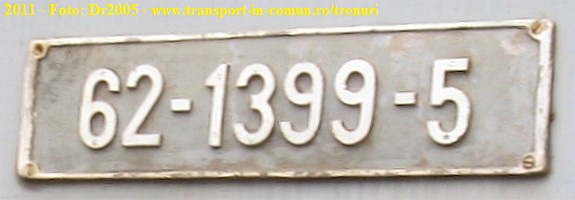 2011 - Foto: Dr2005 - www.transport-in-comun.ro/trenuri
62-1399-5